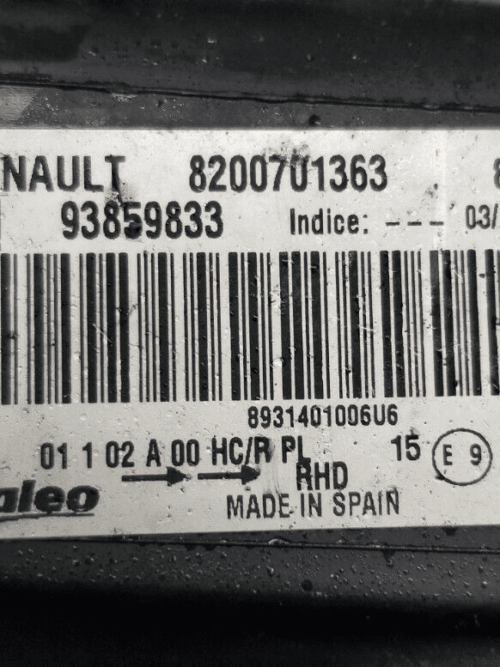 NAULT 8200701363 8
93859833 Indice: --- 03/
8931401006U6
01 1 02 A 00 HC/R PL 15 E 9
RHD
aleo
MADE IN SPAIN